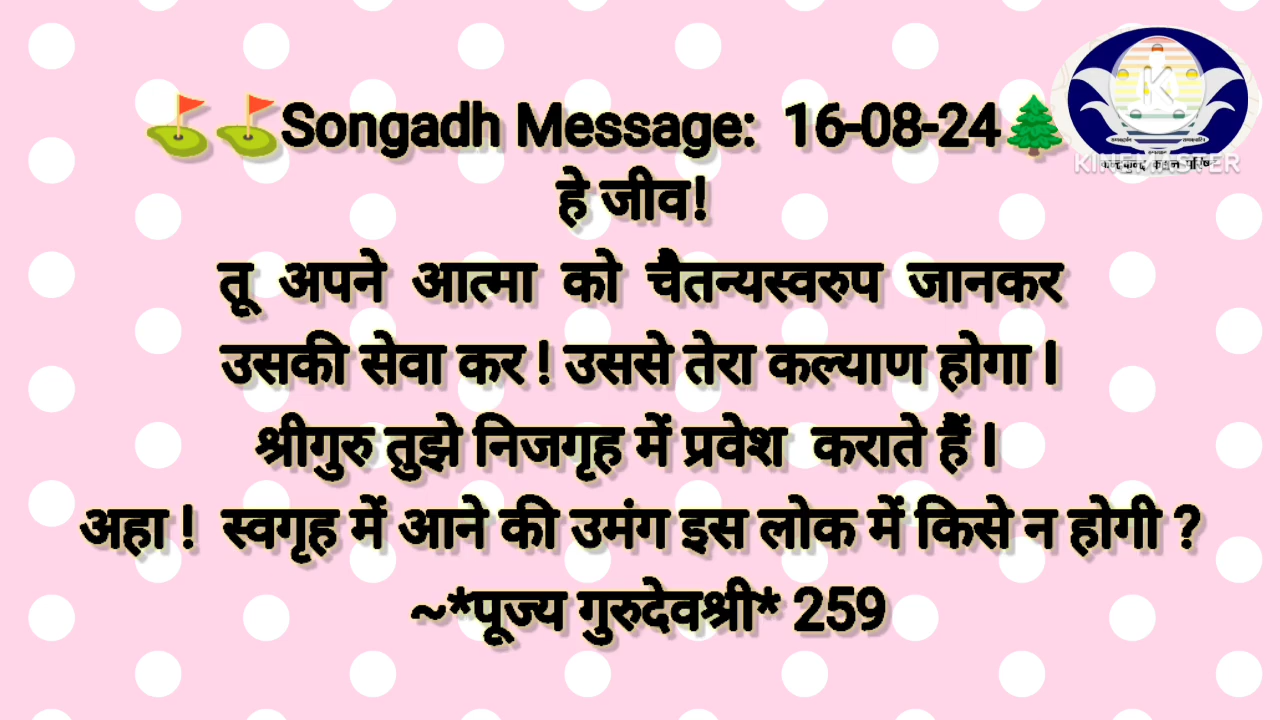 ⛳⛳Songadh Message: 16-08-24🌲
हे जीव!
तू अपने आत्मा को चैतन्यस्वरुप जानकर
उसकी सेवा कर ! उससे तेरा कल्याण होगा l
श्रीगुरु तुझे निजगृह में प्रवेश कराते हैं l
अहा ! स्वगृह में आने की उमंग इस लोक में किसे न होगी ?
~*पूज्य गुरुदेवश्री* 259
KINEMASTER